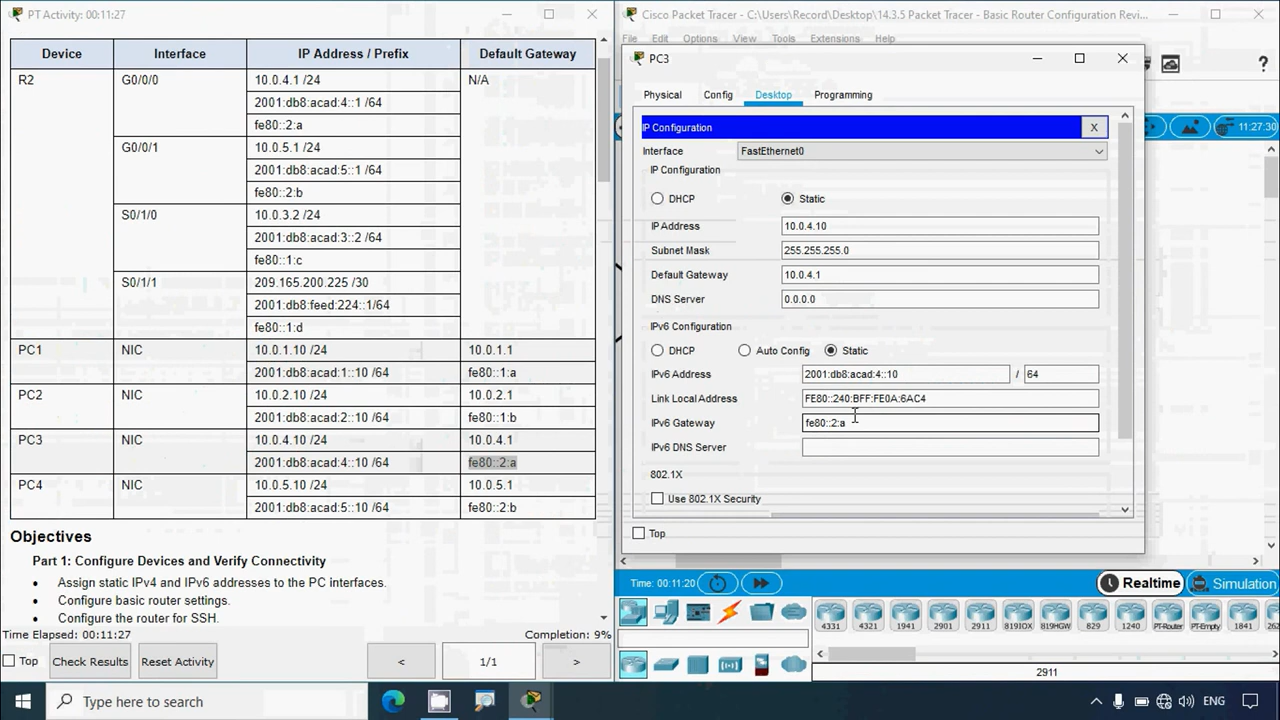 PT Activity: 00:11:27
Device Interface IP Address / Prefix Default Gateway
R2 G0/0/0 10.0.4.1 /24 N/A
2001:db8:acad:4::1 /64
fe80::2:a
G0/0/1 10.0.5.1 /24
2001:db8:acad:5::1 /64
fe80::2:b
S0/1/0 10.0.3.2 /24
2001:db8:acad:3::2 /64
fe80::1:c
S0/1/1 209.165.200.225 /30
2001:db8:feed:224::1/64
fe80::1:d
PC1 NIC 10.0.1.10 /24 10.0.1.1
2001:db8:acad:1::10 /64 fe80::1:a
PC2 NIC 10.0.2.10 /24 10.0.2.1
2001:db8:acad:2::10 /64 fe80::1:b
PC3 NIC 10.0.4.10 /24 10.0.4.1
2001:db8:acad:4::10 /64 fe80::2:a
PC4 NIC 10.0.5.10 /24 10.0.5.1
2001:db8:acad:5::10 /64 fe80::2:b
Objectives
Part 1: Configure Devices and Verify Connectivity
• Assign static IPv4 and IPv6 addresses to the PC interfaces.
• Configure basic router settings.
• Configure the router for SSH.
Time Elapsed: 00:11:27 Completion: 9%
Top Check Results Reset Activity < 1/1 >
Cisco Packet Tracer - C:\Users\Record\Desktop\14.3.5 Packet Tracer - Basic Router Configuration Revi...
File Edit Options View Tools Extensions Help
PC3
?
Physical Config Desktop Programming
IP Configuration X
11:27:30
Interface FastEthernet0
IP Configuration
DHCP Static
IP Address 10.0.4.10
Subnet Mask 255.255.255.0
Default Gateway 10.0.4.1
DNS Server 0.0.0.0
IPv6 Configuration
DHCP Auto Config Static
IPv6 Address 2001:db8:acad:4::10 / 64
Link Local Address FE80::240:BFF:FE0A:6AC4
IPv6 Gateway fe80::2:a
IPv6 DNS Server
802.1X
Use 802.1X Security
Top
Time: 00:11:20 Realtime Simulation
4331 4321 1941 2901 2911 819IOX 819HGW 829 1240 PT-Router PT-Empty 1841
2911
Type here to search
ENG